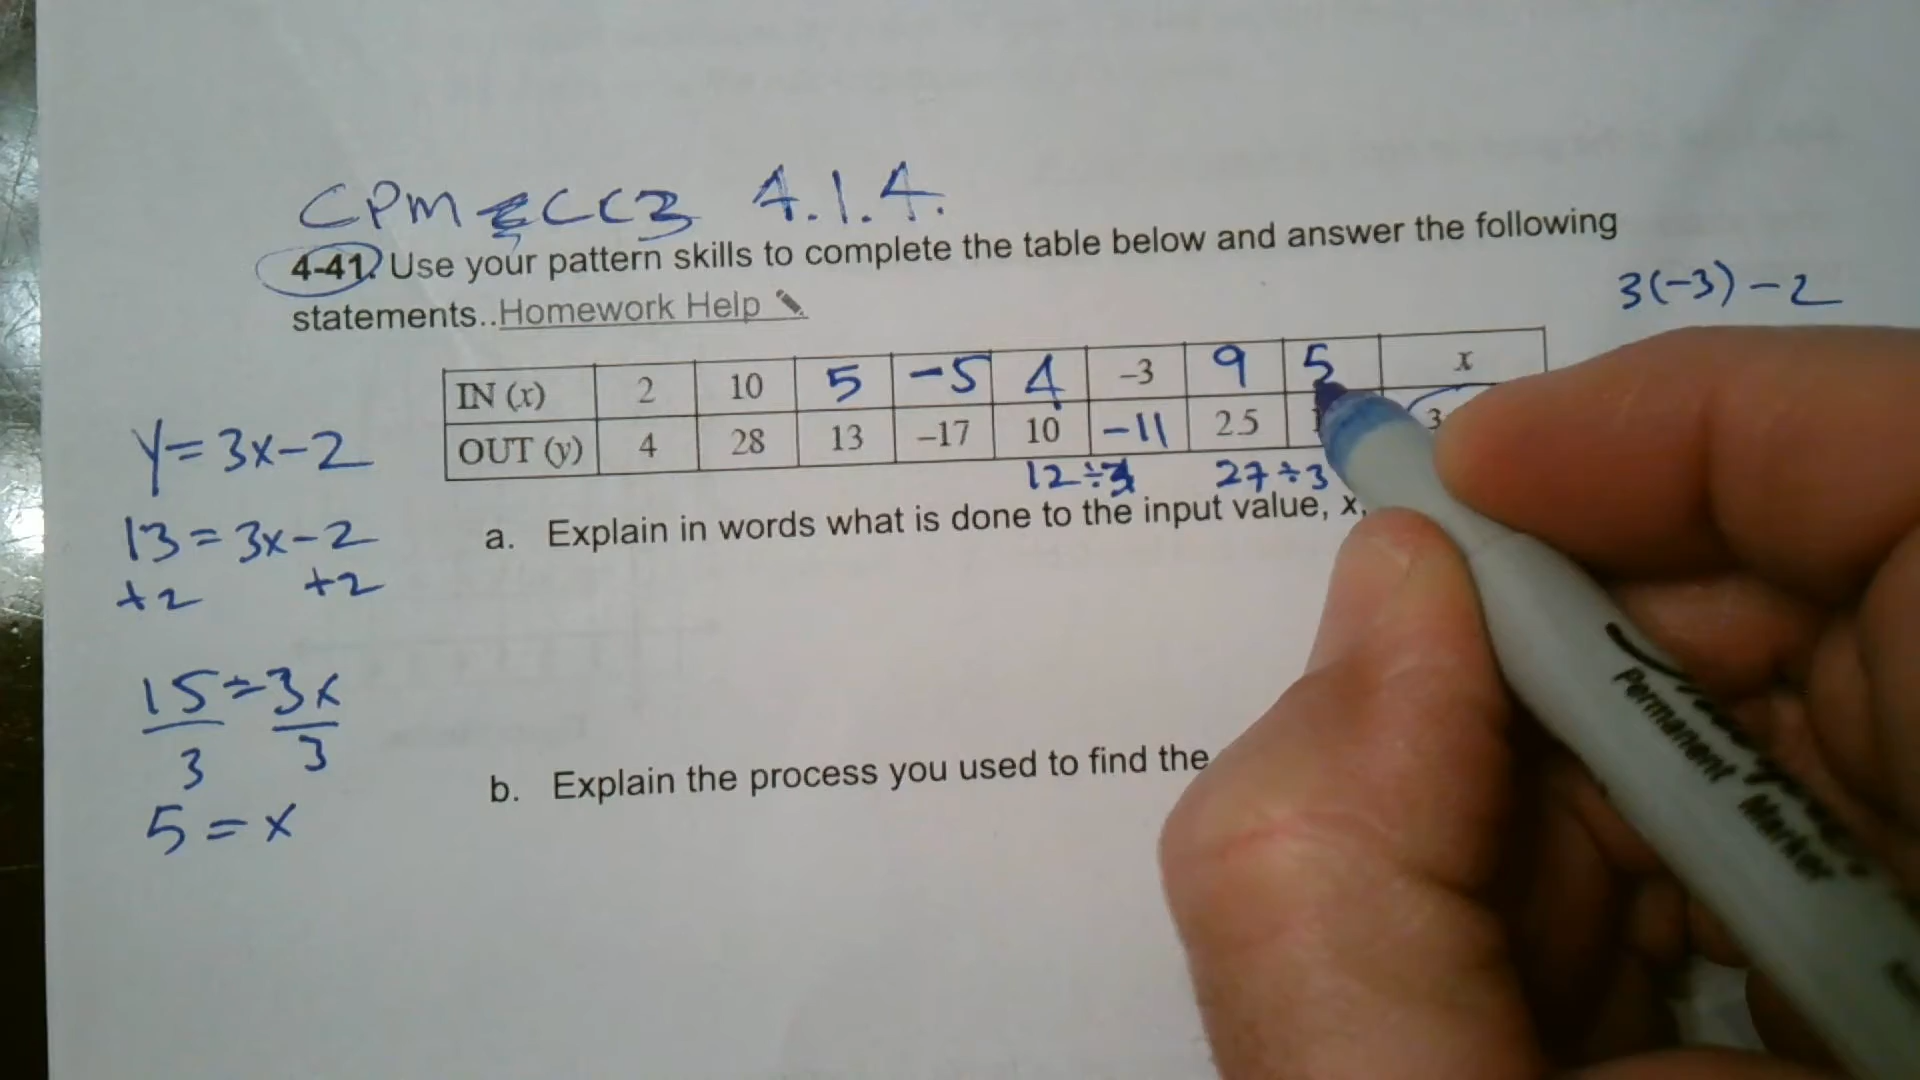 CPM CC3 4.1.4.
4-41. Use your pattern skills to complete the table below and answer the following
statements..Homework Help
3(-3) - 2
IN (x) 2 10 5 -5 4 -3 9 5 x
OUT (y) 4 28 13 -17 10 -11 25 3
12÷3 27÷3
y=3x-2
13=3x-2
+2 +2
15=3x
3 3
5=x
a. Explain in words what is done to the input value, x,
b. Explain the process you used to find the
Permanent Marker